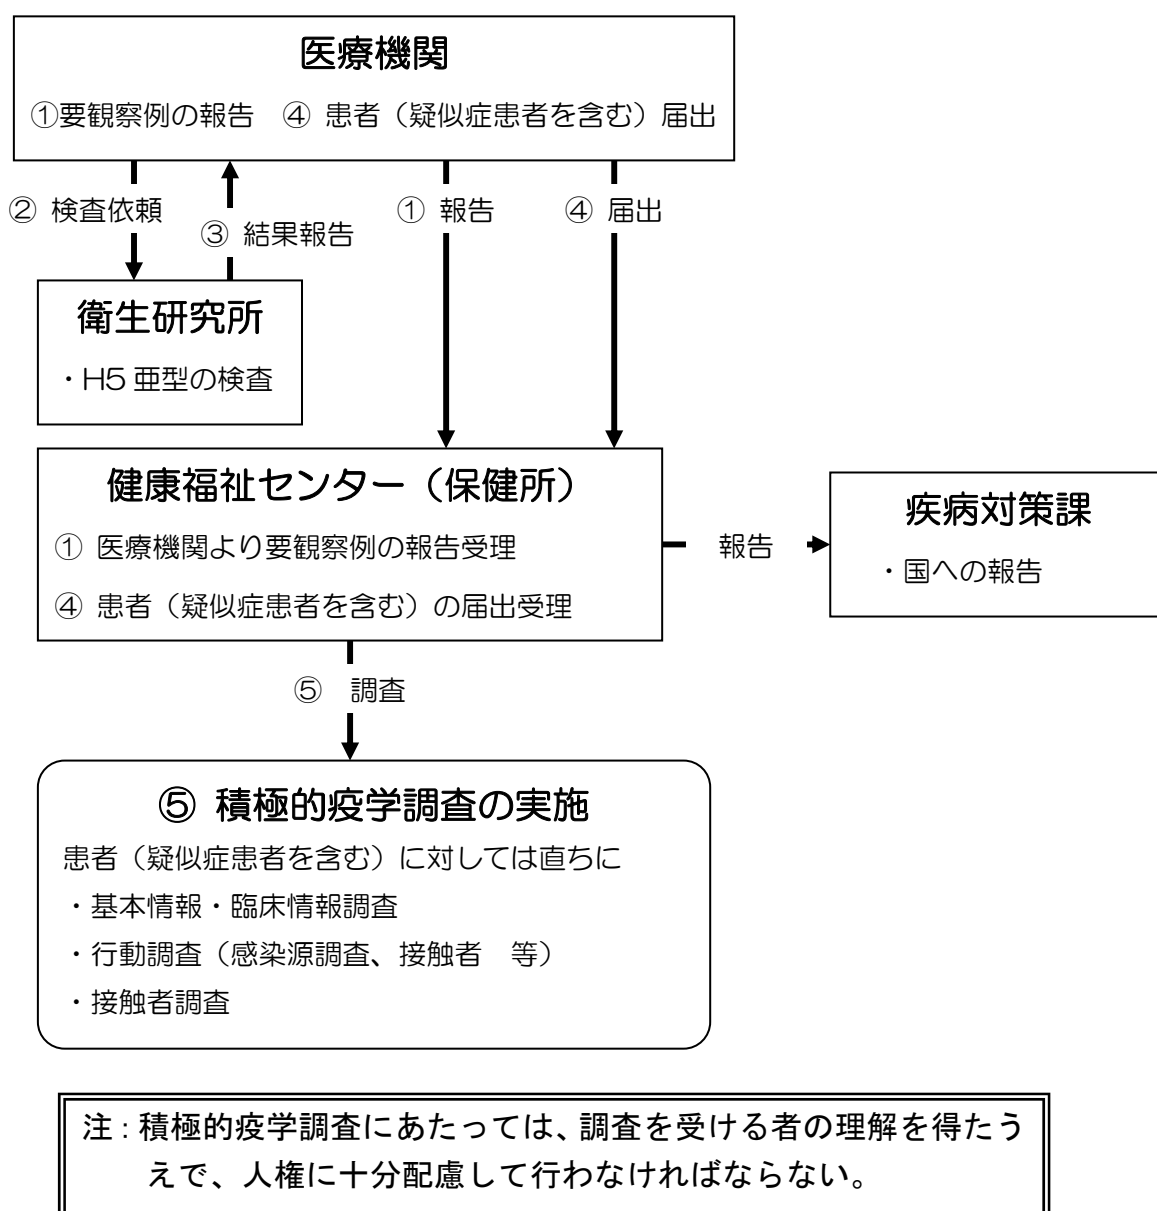 医療機関
①要観察例の報告　④ 患者（疑似症患者を含む）届出
② 検査依頼
③ 結果報告
① 報告
④ 届出
衛生研究所
・H5 亜型の検査
健康福祉センター（保健所）
① 医療機関より要観察例の報告受理
④ 患者（疑似症患者を含む）の届出受理
報告
疾病対策課
・国への報告
⑤　調査
⑤ 積極的疫学調査の実施
患者（疑似症患者を含む）に対しては直ちに
・基本情報・臨床情報調査
・行動調査（感染源調査、接触者　等）
・接触者調査
注：積極的疫学調査にあたっては、調査を受ける者の理解を得たう
えで、人権に十分配慮して行わなければならない。